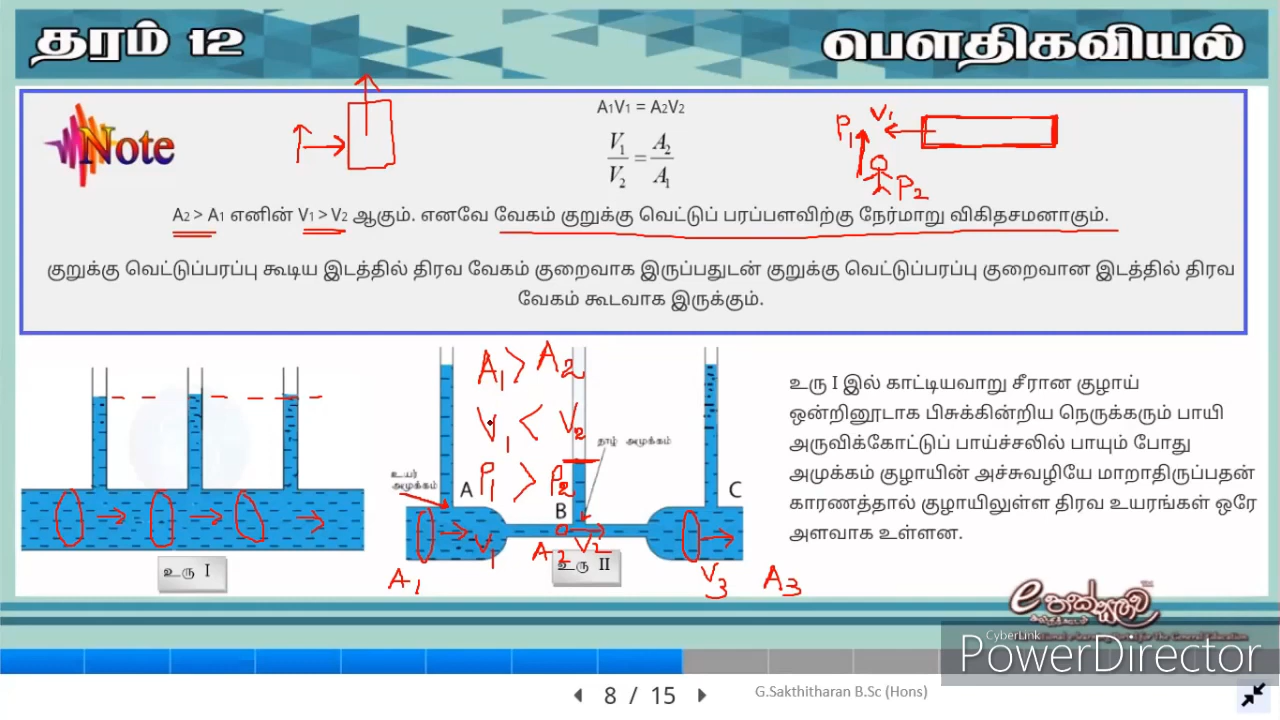 தரம் 12
பௌதிகவியல்
Note
A1V1 = A2V2
V1/V2 = A2/A1
P1 V1
P2
A2 > A1 எனின் V1 > V2 ஆகும். எனவே வேகம் குறுக்கு வெட்டுப் பரப்பளவிற்கு நேர்மாறு விகிதசமனாகும்.
குறுக்கு வெட்டுப்பரப்பு கூடிய இடத்தில் திரவ வேகம் குறைவாக இருப்பதுடன் குறுக்கு வெட்டுப்பரப்பு குறைவான இடத்தில் திரவ
வேகம் கூடவாக இருக்கும்.
A1 > A2
V1 < V2
P1 > P2
தாழ் அமுக்கம்
உயர்
அமுக்கம்
A
B
C
V1
A2 V2
A1
V3 A3
உரு I
உரு II
உரு I இல் காட்டியவாறு சீரான குழாய்
ஒன்றினூடாக பிசுக்கின்றிய நெருக்கரும் பாயி
அருவிக்கோட்டுப் பாய்ச்சலில் பாயும் போது
அமுக்கம் குழாயின் அச்சுவழியே மாறாதிருப்பதன்
காரணத்தால் குழாயிலுள்ள திரவ உயரங்கள் ஒரே
அளவாக உள்ளன.
e தக்சலாவ
CyberLink
PowerDirector
8 / 15
G.Sakthitharan B.Sc (Hons)